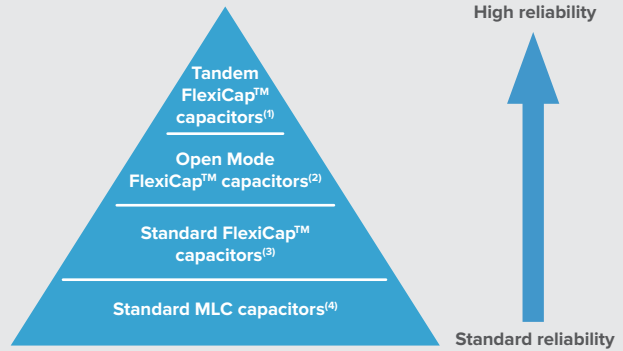 High reliability
Tandem
FlexiCap™
capacitors⁽¹⁾
Open Mode
FlexiCap™ capacitors⁽²⁾
Standard FlexiCap™
capacitors⁽³⁾
Standard MLC capacitors⁽⁴⁾
Standard reliability